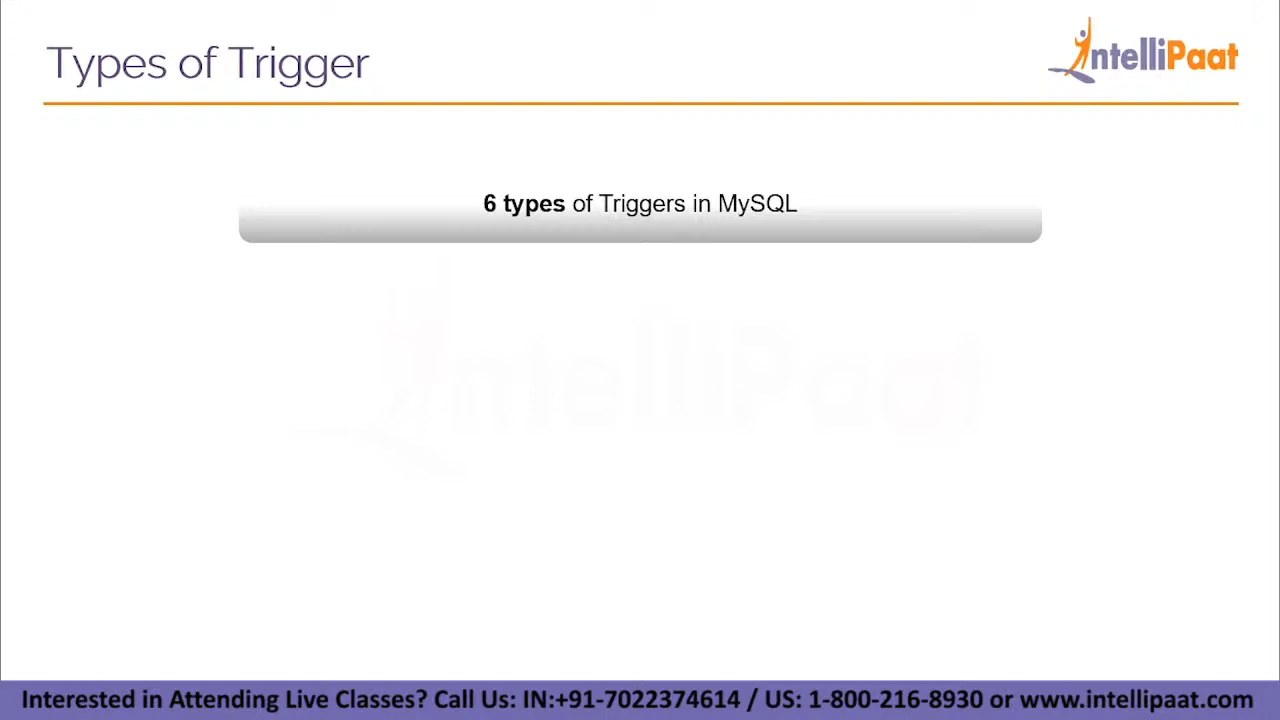 Types of Trigger
IntelliPaat
6 types of Triggers in MySQL
IntelliPaat
Interested in Attending Live Classes? Call Us: IN:+91-7022374614 / US: 1-800-216-8930 or www.intellipaat.com